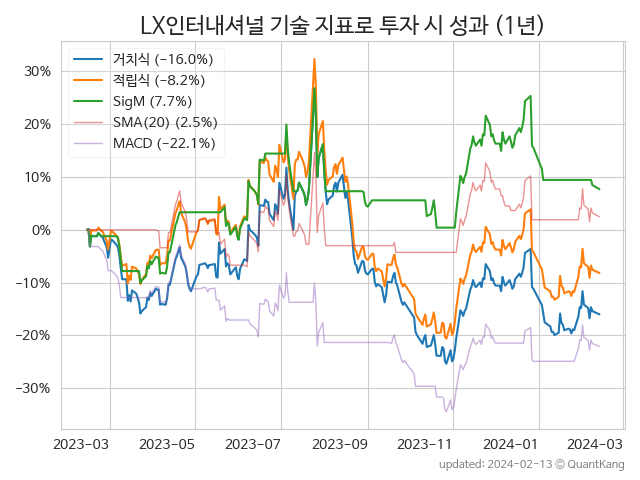 LX인터내셔널 기술 지표로 투자 시 성과 (1년)
거치식 (−16.0%)
적립식 (−8.2%)
SigM (7.7%)
SMA(20) (2.5%)
MACD (−22.1%)
30%
20%
10%
0%
−10%
−20%
−30%
2023−03 2023−05 2023−07 2023−09 2023−11 2024−01 2024−03
updated: 2024−02−13 ⓒ QuantKang